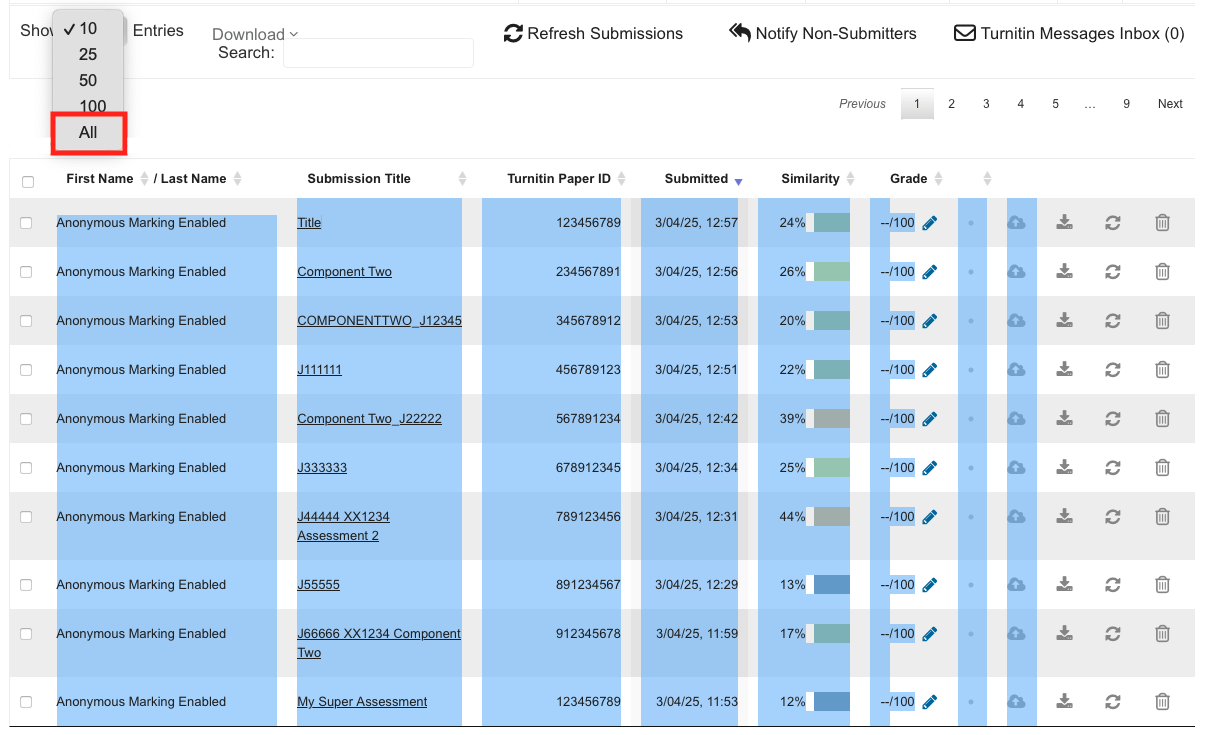 Show ✓ 10 Entries Download Search: Refresh Submissions Notify Non-Submitters Turnitin Messages Inbox (0)
25
50
100
All
Previous 1 2 3 4 5 … 9 Next
First Name / Last Name Submission Title Turnitin Paper ID Submitted Similarity Grade
Anonymous Marking Enabled Title 123456789 3/04/25, 12:57 24% --/100
Anonymous Marking Enabled Component Two 234567891 3/04/25, 12:56 26% --/100
Anonymous Marking Enabled COMPONENTTWO_J12345 345678912 3/04/25, 12:53 20% --/100
Anonymous Marking Enabled J111111 456789123 3/04/25, 12:51 22% --/100
Anonymous Marking Enabled Component Two_J22222 567891234 3/04/25, 12:42 39% --/100
Anonymous Marking Enabled J333333 678912345 3/04/25, 12:34 25% --/100
Anonymous Marking Enabled J44444 XX1234 789123456 3/04/25, 12:31 44% --/100
Assessment 2
Anonymous Marking Enabled J55555 891234567 3/04/25, 12:29 13% --/100
Anonymous Marking Enabled J66666 XX1234 Component 912345678 3/04/25, 11:59 17% --/100
Two
Anonymous Marking Enabled My Super Assessment 123456789 3/04/25, 11:53 12% --/100